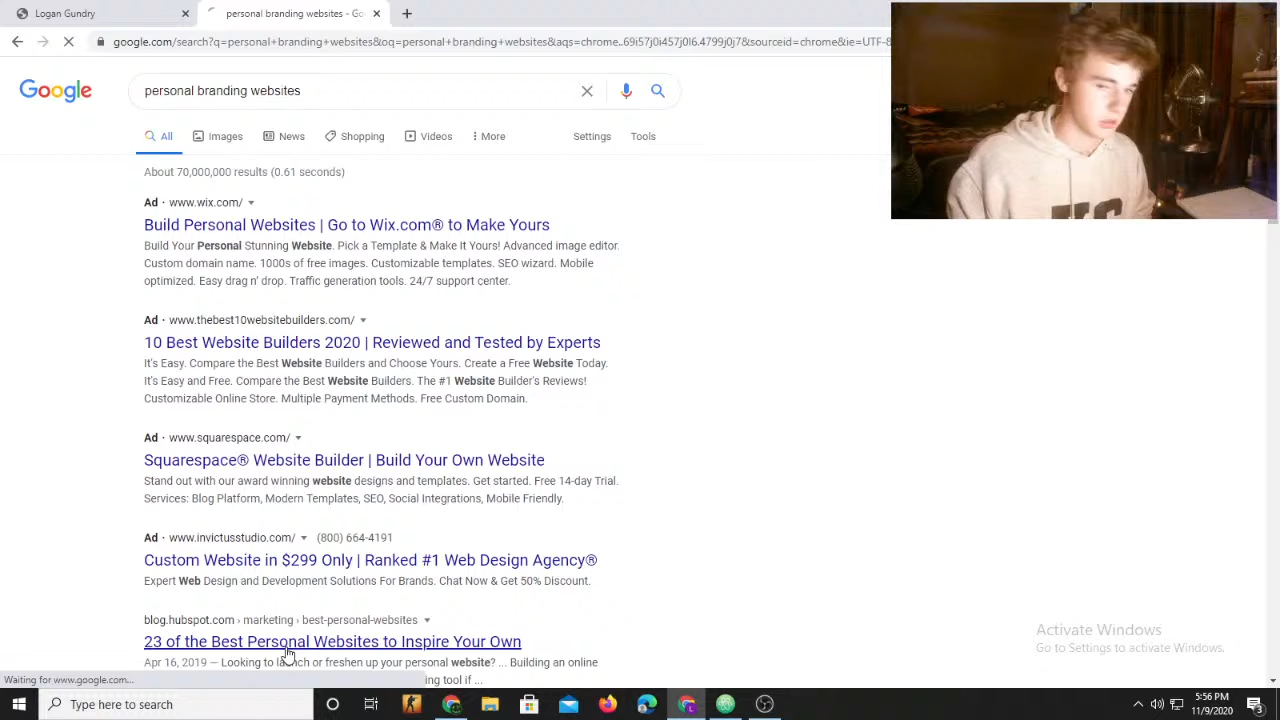 Logan Gundry
personal branding websites - Go
google.com/search?q=personal+branding+websites&oq=personal+branding+websites&aqs=chrome..69i57j0i457j0l6.4799j0j7&sourceid=chrome&ie=UTF-8
Google
personal branding websites
All Images News Shopping Videos More Settings Tools
About 70,000,000 results (0.61 seconds)
Ad · www.wix.com/
Build Personal Websites | Go to Wix.com® to Make Yours
Build Your Personal Stunning Website. Pick a Template & Make It Yours! Advanced image editor.
Custom domain name. 1000s of free images. Customizable templates. SEO wizard. Mobile
optimized. Easy drag n' drop. Traffic generation tools. 24/7 support center.
Ad · www.thebest10websitebuilders.com/
10 Best Website Builders 2020 | Reviewed and Tested by Experts
It's Easy. Compare the Best Website Builders and Choose Yours. Create a Free Website Today.
It's Easy and Free. Compare the Best Website Builders. The #1 Website Builder's Reviews!
Customizable Online Store. Multiple Payment Methods. Free Custom Domain.
Ad · www.squarespace.com/
Squarespace® Website Builder | Build Your Own Website
Stand out with our award winning website designs and templates. Get started. Free 14-day Trial.
Services: Blog Platform, Modern Templates, SEO, Social Integrations, Mobile Friendly.
Ad · www.invictusstudio.com/ (800) 664-4191
Custom Website in $299 Only | Ranked #1 Web Design Agency®
Expert Web Design and Development Solutions For Brands. Chat Now & Get 50% Discount.
blog.hubspot.com › marketing › best-personal-websites
23 of the Best Personal Websites to Inspire Your Own
Apr 16, 2019 — Looking to launch or freshen up your personal website? ... Building an online
ing tool if ...
Waiting for www.google.com...
Activate Windows
Go to Settings to activate Windows.
Type here to search
5:56 PM
11/9/2020
3